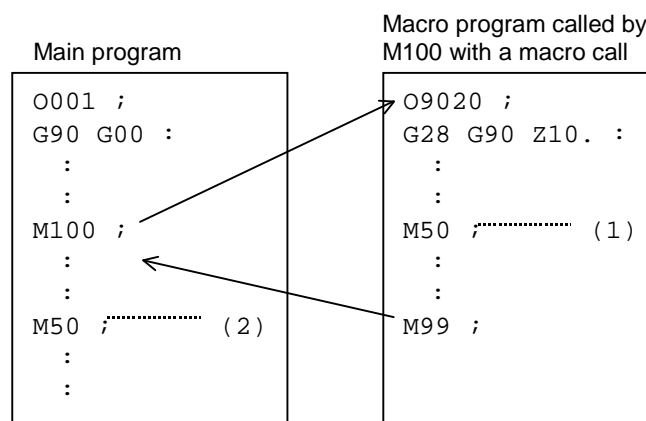 Main program
O001 ;
G90 G00 :
:
:
M100 ;
:
:
M50 ; (2)
:
:
Macro program called by
M100 with a macro call
O9020 ;
G28 G90 Z10. :
:
:
M50 ; (1)
:
:
M99 ;